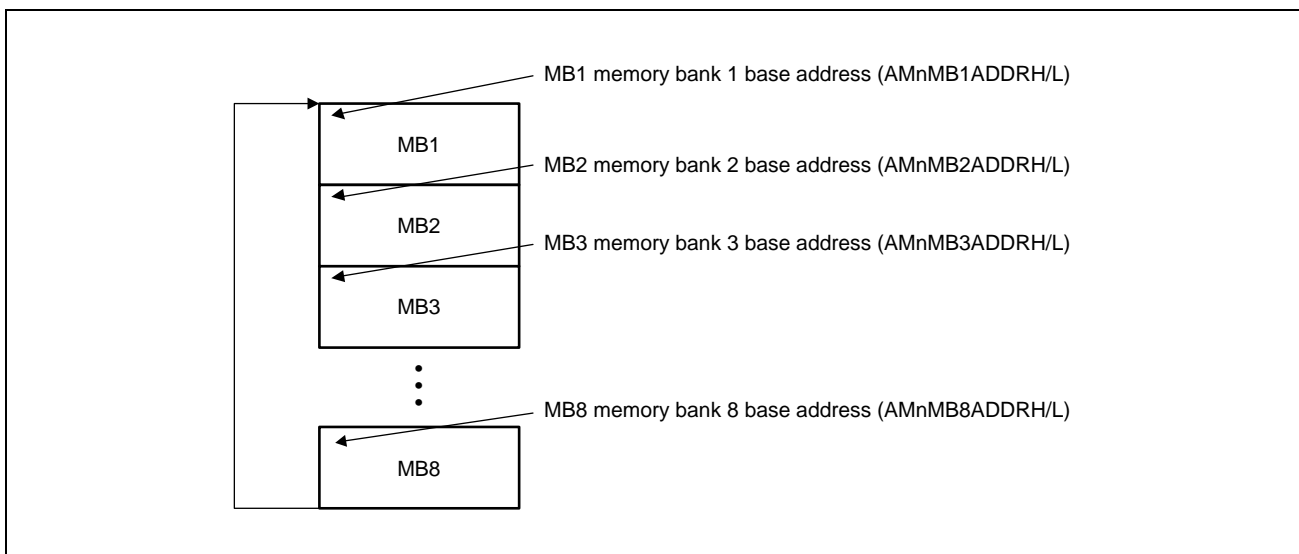 MB1 memory bank 1 base address (AMnMB1ADDRH/L)
MB1
MB2 memory bank 2 base address (AMnMB2ADDRH/L)
MB2
MB3 memory bank 3 base address (AMnMB3ADDRH/L)
MB3
MB8 memory bank 8 base address (AMnMB8ADDRH/L)
MB8